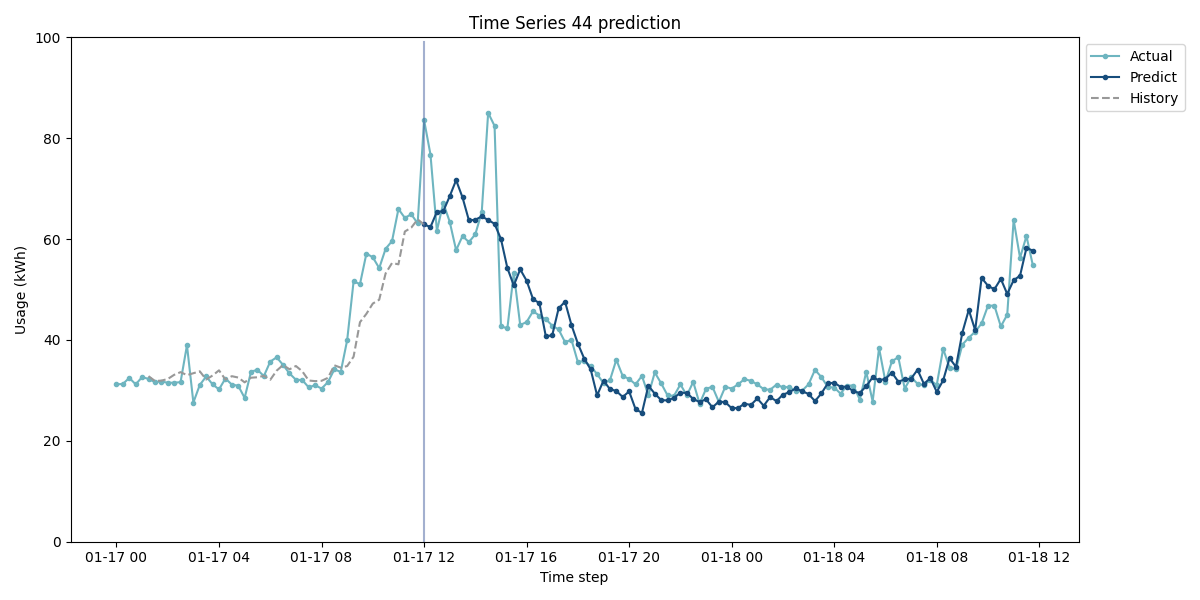 Time Series 44 prediction
Usage (kWh)
100
80
60
40
20
0
01-17 00
01-17 04
01-17 08
01-17 12
01-17 16
01-17 20
01-18 00
01-18 04
01-18 08
01-18 12
Time step
Actual
Predict
History